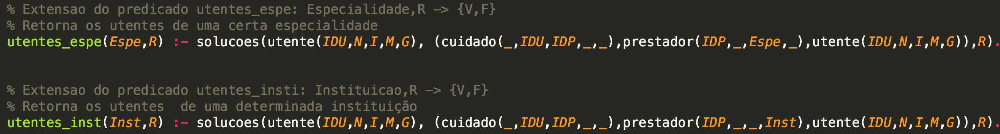 % Extensao do predicado utentes_espe: Especialidade,R –> {V,F}
% Retorna os utentes de uma certa especialidade
utentes_espe(Espe,R) :– solucoes(utente(IDU,N,I,M,G), (cuidado(_,IDU,IDP,_,_),prestador(IDP,_,Espe,_),utente(IDU,N,I,M,G)),R).
% Extensao do predicado utentes_insti: Instituicao,R –> {V,F}
% Retorna os utentes  de uma determinada instituição
utentes_inst(Inst,R) :– solucoes(utente(IDU,N,I,M,G), (cuidado(_,IDU,IDP,_,_),prestador(IDP,_,_,Inst),utente(IDU,N,I,M,G)),R).